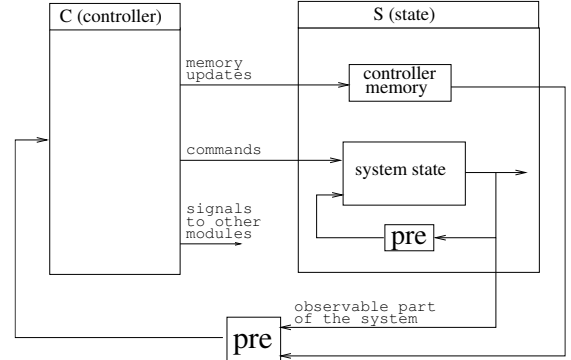 C (controller)
S (state)
memory
updates
controller
memory
commands
system state
signals
to other
modules
pre
observable part
of the system
pre